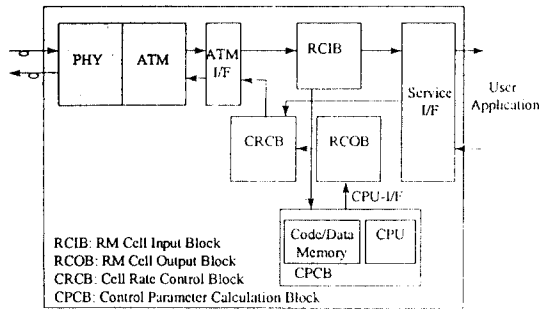 PHY
ATM
ATM
I/F
RCIB
Service
I/F
User
Application
CRCB
RCOB
CPU-I/F
Code/Data
Memory
CPU
CPCB
RCIB: RM Cell Input Block
RCOB: RM Cell Output Block
CRCB: Cell Rate Control Block
CPCB: Control Parameter Calculation Block